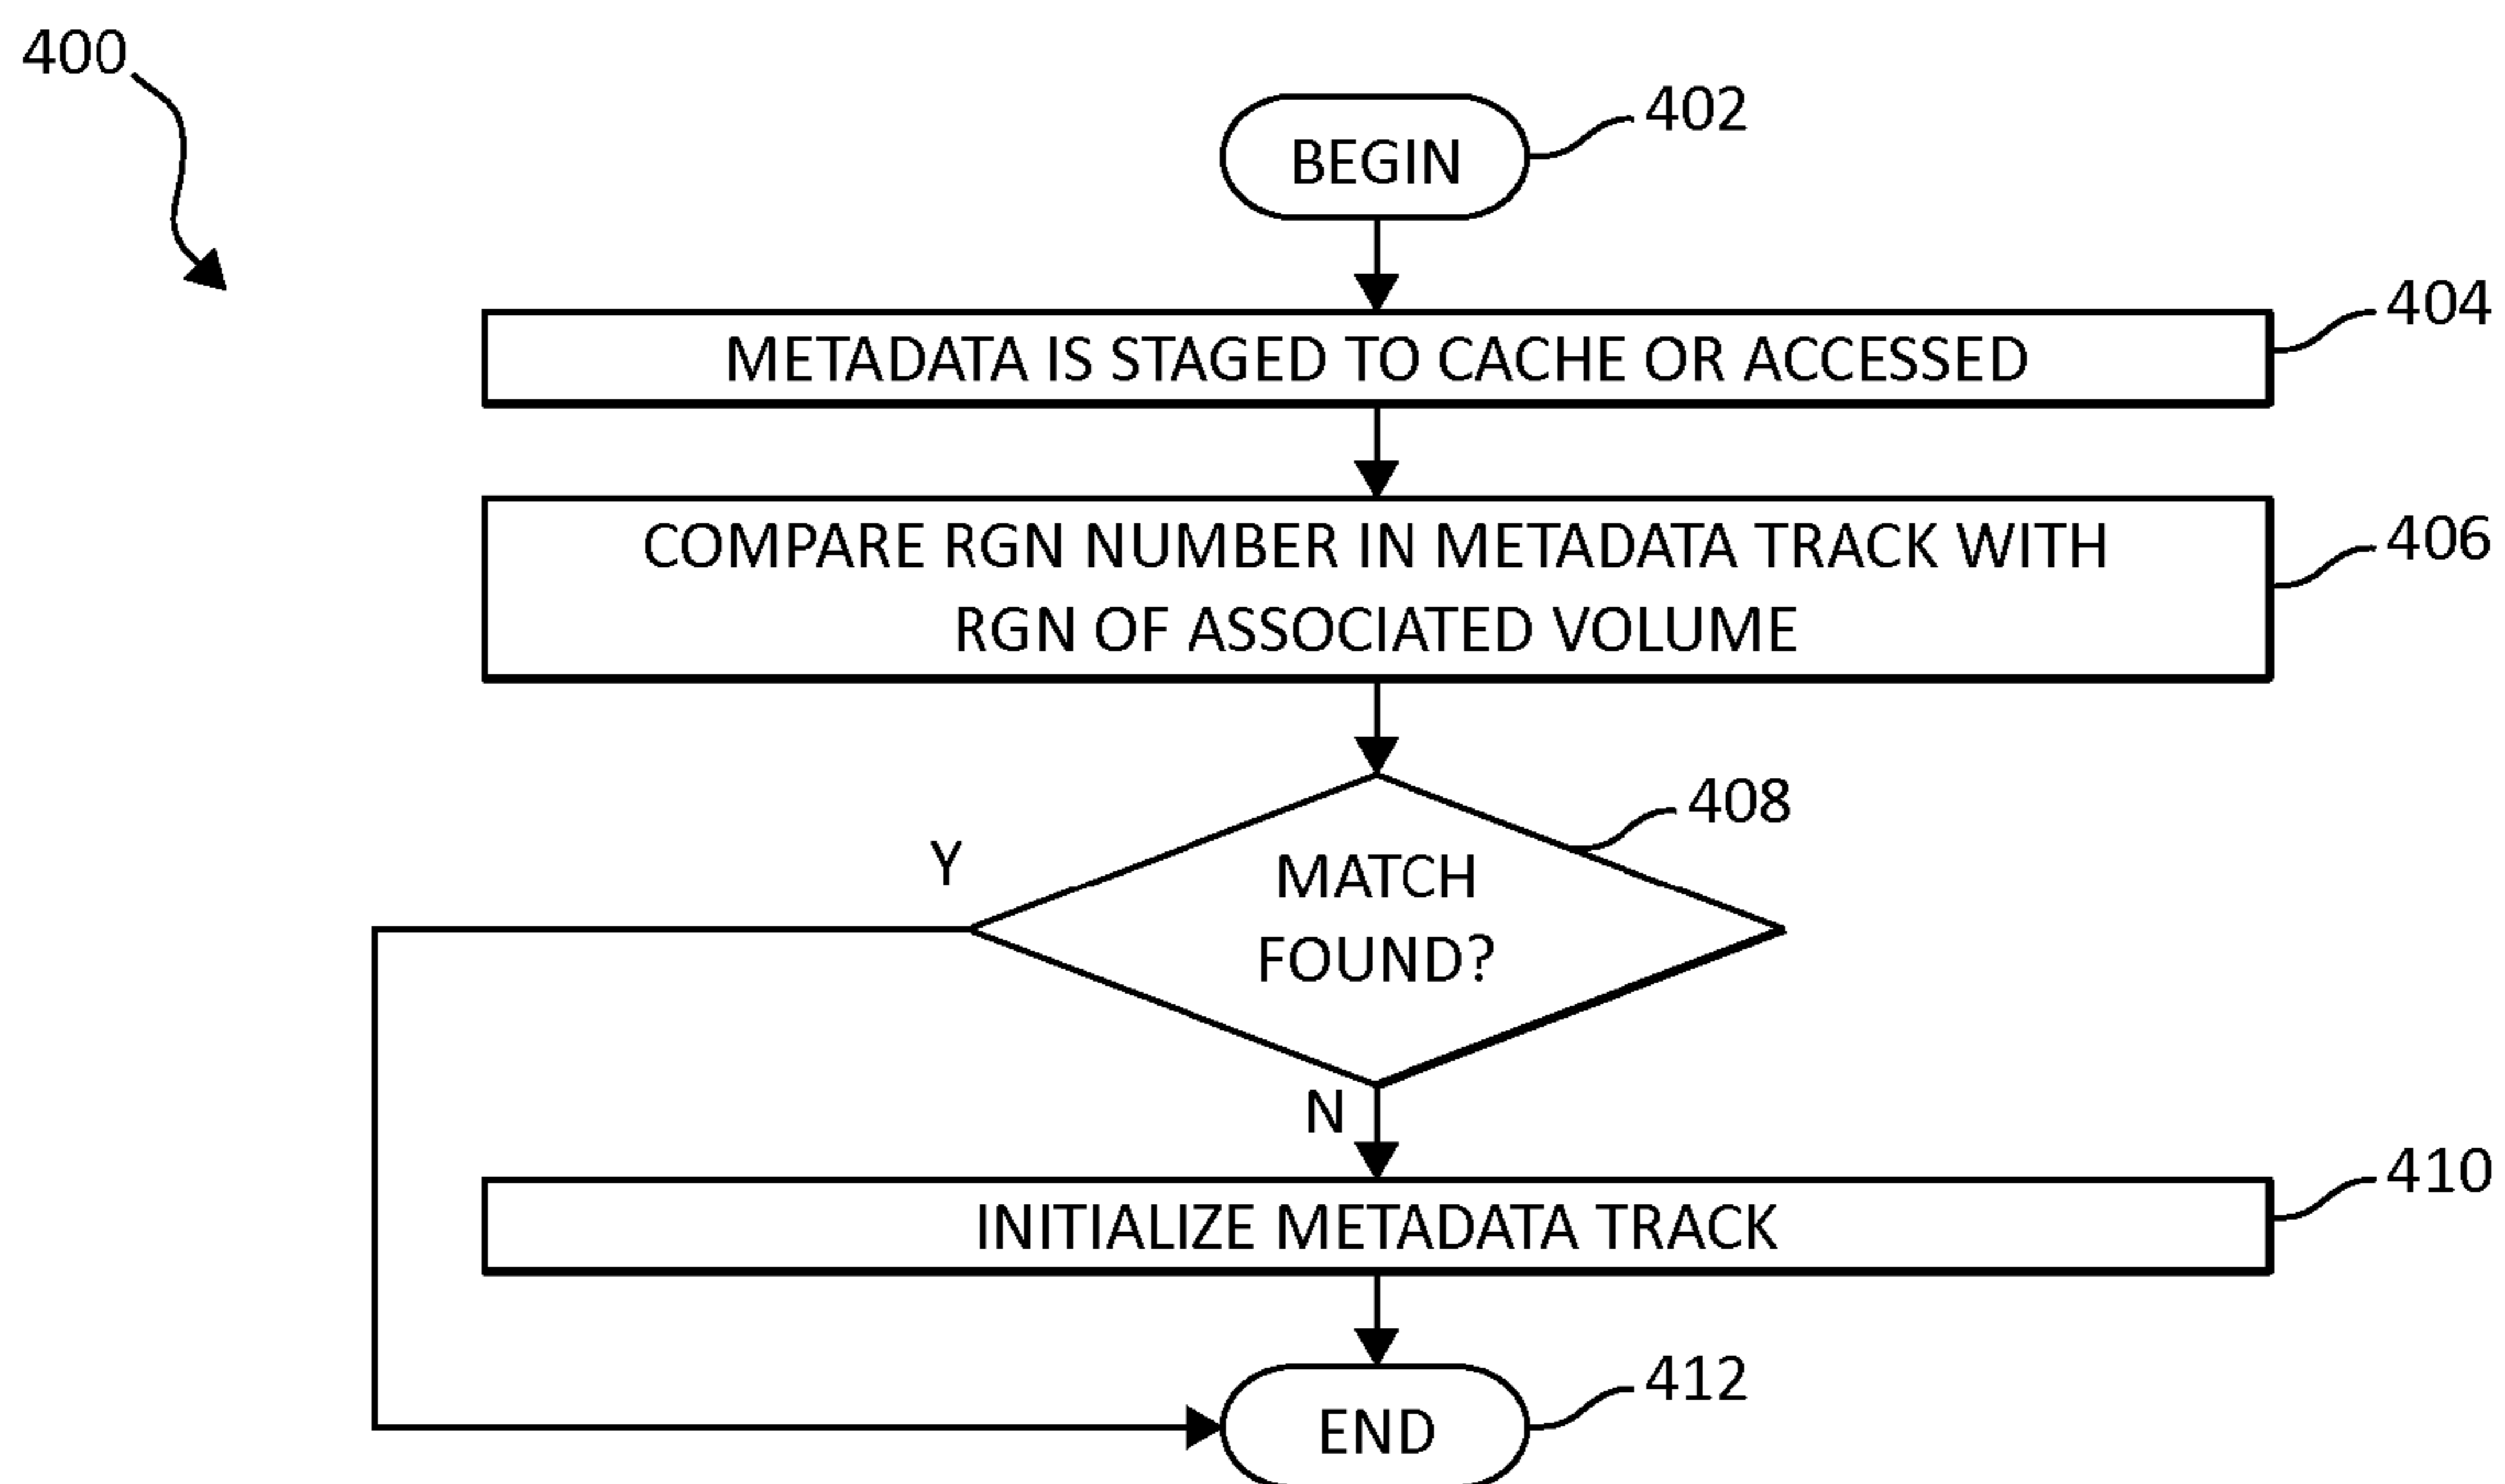 400
BEGIN
402
METADATA IS STAGED TO CACHE OR ACCESSED
404
COMPARE RGN NUMBER IN METADATA TRACK WITH
RGN OF ASSOCIATED VOLUME
406
MATCH
FOUND?
408
Y
N
INITIALIZE METADATA TRACK
410
END
412